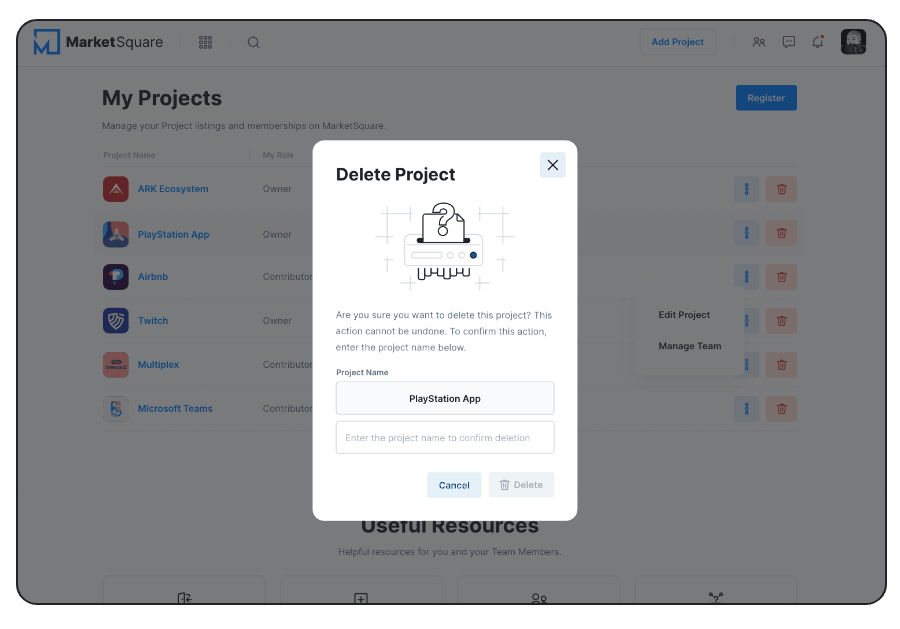 MarketSquare
Add Project
My Projects
Register
Manage your Project listings and memberships on MarketSquare.
Project Name
My Role
ARK Ecosystem
Owner
PlayStation App
Owner
Airbnb
Contributor
Twitch
Owner
Multiplex
Contributor
Microsoft Teams
Contributor
Edit Project
Manage Team
Delete Project
Are you sure you want to delete this project? This
action cannot be undone. To confirm this action,
enter the project name below.
Project Name
PlayStation App
Enter the project name to confirm deletion
Cancel
Delete
Useful Resources
Helpful resources for you and your Team Members.